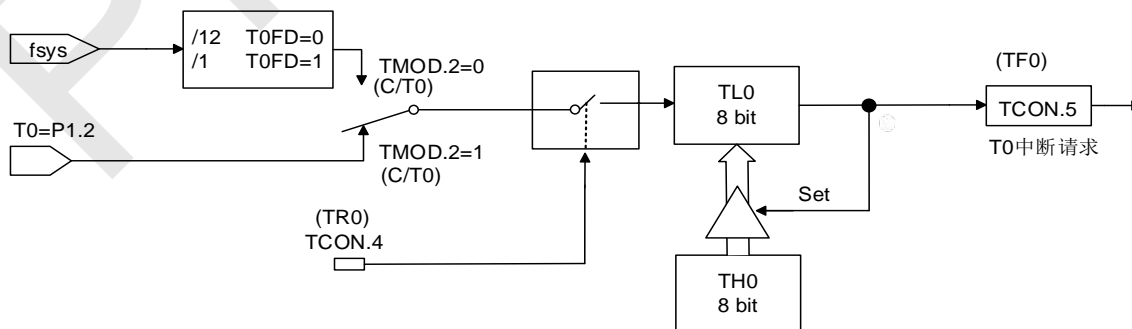 fsys
/12 T0FD=0
/1 T0FD=1
TMOD.2=0
(C/T0)
T0=P1.2
TMOD.2=1
(C/T0)
(TR0)
TCON.4
TL0
8 bit
Set
TH0
8 bit
(TF0)
TCON.5
T0中断请求